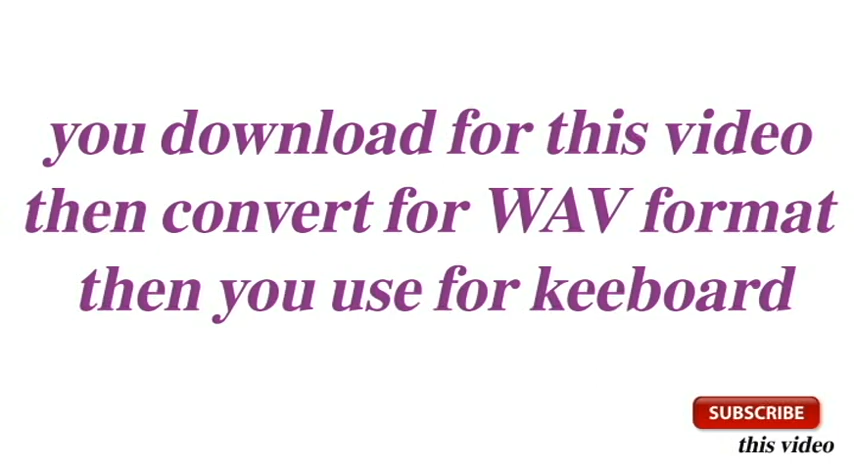 you download for this video
then convert for WAV format
then you use for keeboard
SUBSCRIBE
this video